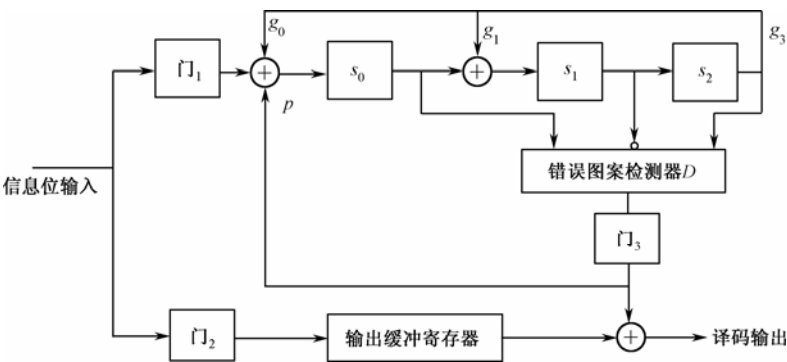 g0
g1
g3
门1
s0
s1
s2
p
信息位输入
错误图案检测器D
门3
门2
输出缓冲寄存器
译码输出